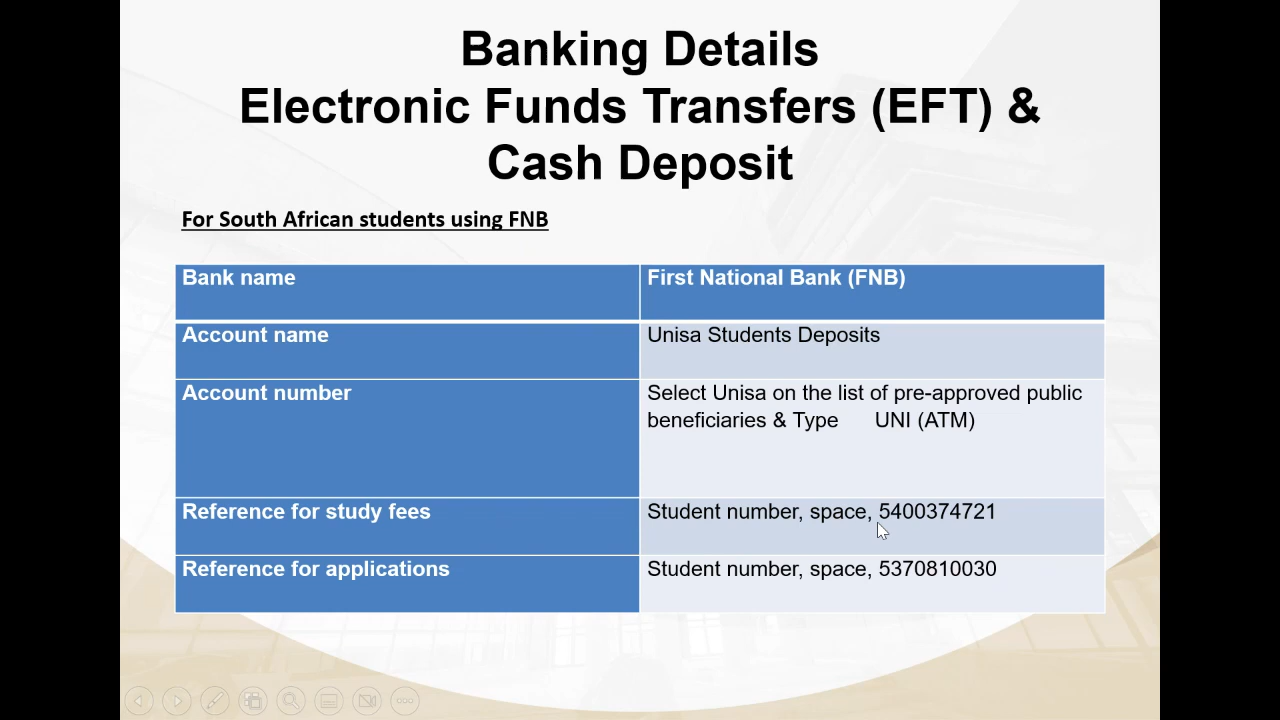 Banking Details
Electronic Funds Transfers (EFT) &
Cash Deposit
For South African students using FNB
Bank name First National Bank (FNB)
Account name Unisa Students Deposits
Account number Select Unisa on the list of pre-approved public
beneficiaries & Type UNI (ATM)
Reference for study fees Student number, space, 5400374721
Reference for applications Student number, space, 5370810030